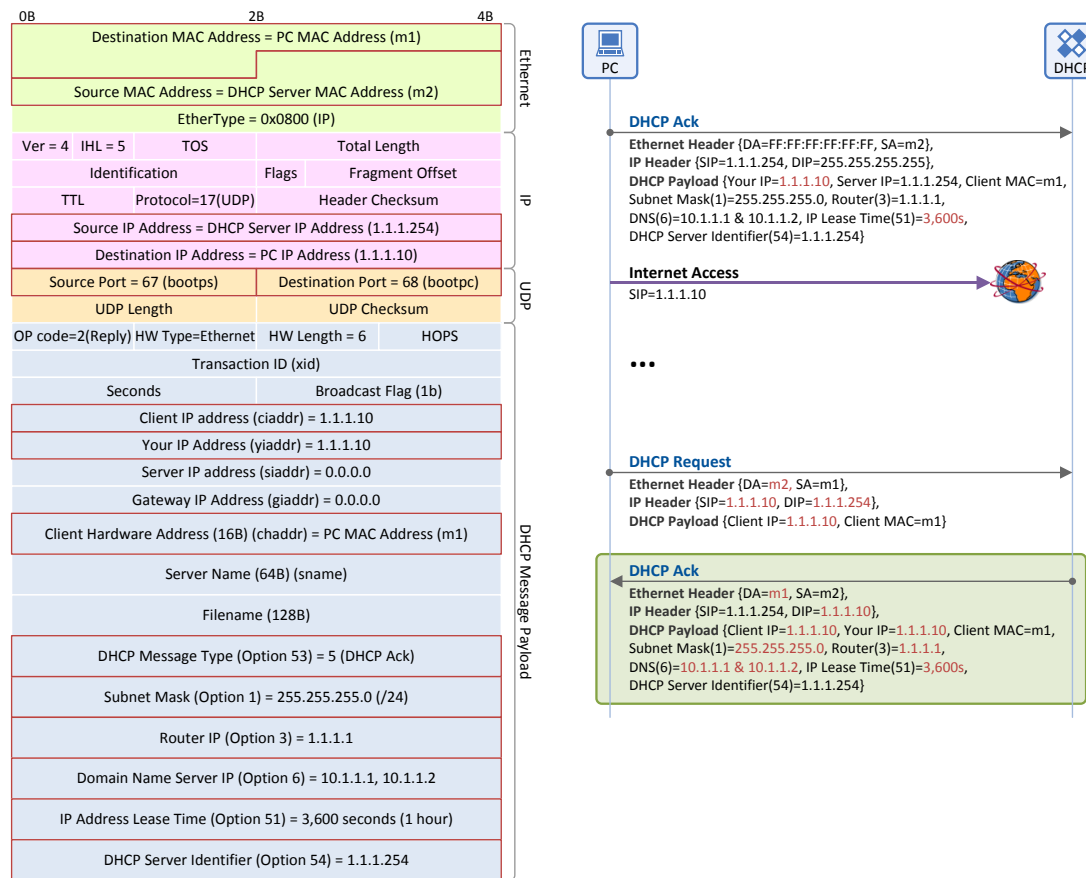 0B 2B 4B
Destination MAC Address = PC MAC Address (m1)
Source MAC Address = DHCP Server MAC Address (m2)
EtherType = 0x0800 (IP)
Ethernet
Ver = 4 IHL = 5 TOS Total Length
Identification Flags Fragment Offset
TTL Protocol=17(UDP) Header Checksum
Source IP Address = DHCP Server IP Address (1.1.1.254)
Destination IP Address = PC IP Address (1.1.1.10)
IP
Source Port = 67 (bootps) Destination Port = 68 (bootpc)
UDP Length UDP Checksum
UDP
OP code=2(Reply) HW Type=Ethernet HW Length = 6 HOPS
Transaction ID (xid)
Seconds Broadcast Flag (1b)
Client IP address (ciaddr) = 1.1.1.10
Your IP Address (yiaddr) = 1.1.1.10
Server IP address (siaddr) = 0.0.0.0
Gateway IP Address (giaddr) = 0.0.0.0
Client Hardware Address (16B) (chaddr) = PC MAC Address (m1)
Server Name (64B) (sname)
Filename (128B)
DHCP Message Type (Option 53) = 5 (DHCP Ack)
Subnet Mask (Option 1) = 255.255.255.0 (/24)
Router IP (Option 3) = 1.1.1.1
Domain Name Server IP (Option 6) = 10.1.1.1, 10.1.1.2
IP Address Lease Time (Option 51) = 3,600 seconds (1 hour)
DHCP Server Identifier (Option 54) = 1.1.1.254
DHCP Message Payload
PC
DHCP
DHCP Ack
Ethernet Header {DA=FF:FF:FF:FF:FF:FF, SA=m2},
IP Header {SIP=1.1.1.254, DIP=255.255.255.255},
DHCP Payload {Your IP=1.1.1.10, Server IP=1.1.1.254, Client MAC=m1,
Subnet Mask(1)=255.255.255.0, Router(3)=1.1.1.1,
DNS(6)=10.1.1.1 & 10.1.1.2, IP Lease Time(51)=3,600s,
DHCP Server Identifier(54)=1.1.1.254}
Internet Access
SIP=1.1.1.10
...
DHCP Request
Ethernet Header {DA=m2, SA=m1},
IP Header {SIP=1.1.1.10, DIP=1.1.1.254},
DHCP Payload {Client IP=1.1.1.10, Client MAC=m1}
DHCP Ack
Ethernet Header {DA=m1, SA=m2},
IP Header {SIP=1.1.1.254, DIP=1.1.1.10},
DHCP Payload {Client IP=1.1.1.10, Your IP=1.1.1.10, Client MAC=m1,
Subnet Mask(1)=255.255.255.0, Router(3)=1.1.1.1,
DNS(6)=10.1.1.1 & 10.1.1.2, IP Lease Time(51)=3,600s,
DHCP Server Identifier(54)=1.1.1.254}